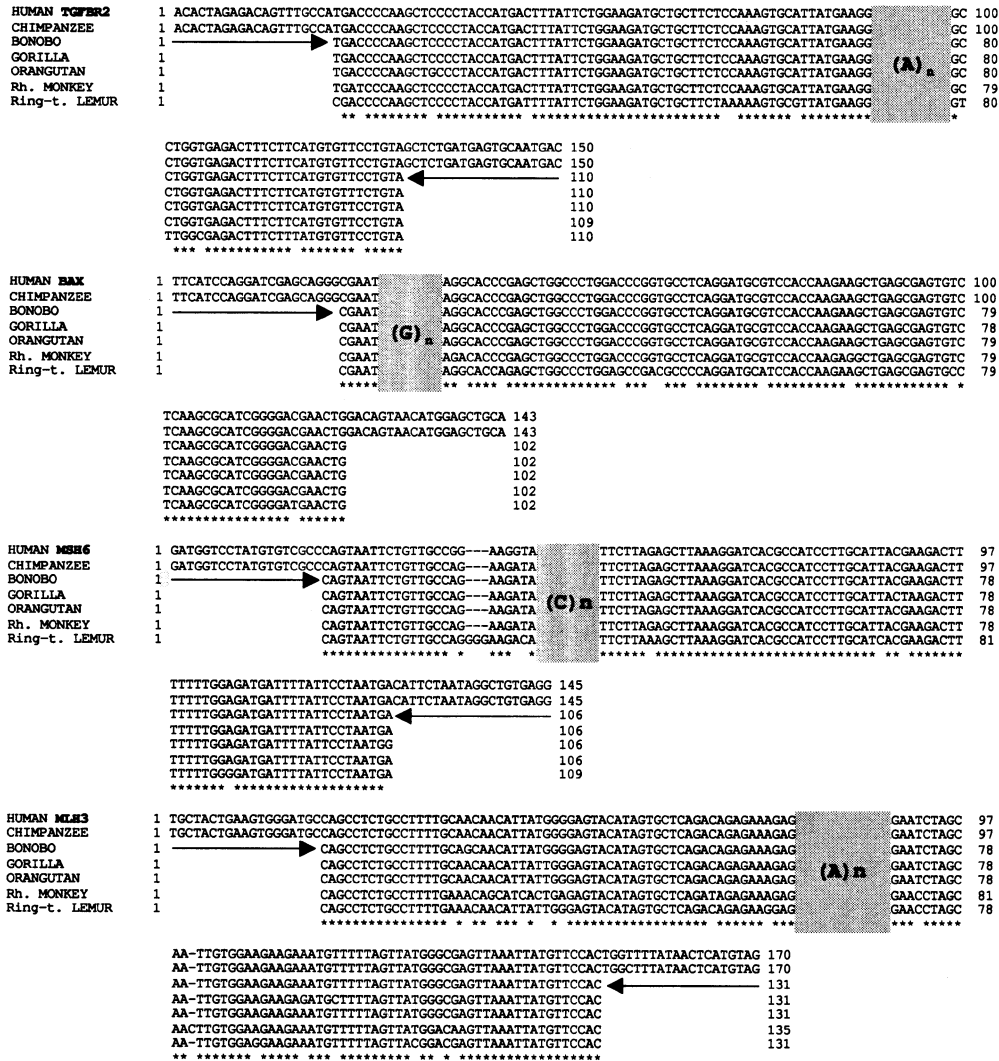 HUMAN TGFBR2 1 ACACTAGAGACAGTTTGCCATGACCCCAAGCTCCCCTACCATGACTTTATTCTGGAAGATGCTGCTTCTCCAAAGTGCATTATGAAGG GC 100
CHIMPANZEE 1 ACACTAGAGACAGTTTGCCATGACCCCAAGCTCCCCTACCATGACTTTATTCTGGAAGATGCTGCTTCTCCAAAGTGCATTATGAAGG GC 100
BONOBO 1 TGACCCCAAGCTCCCCTACCATGACTTTATTCTGGAAGATGCTGCTTCTCCAAAGTGCATTATGAAGG GC 80
GORILLA 1 TGACCCCAAGCTCCCCTACCATGACTTTATTCTGGAAGATGCTGCTTCTCCAAAGTGCATTATGAAGG (A)n GC 80
ORANGUTAN 1 TGACCCCAAGCTGCCCTACCATGACTTTATTCTGGAAGATGCTGCTTCTCCAAAGTGCATTATGAAGG GC 80
Rh. MONKEY 1 TGATCCCAAGCTCCCCTACCATGACTTTATTCTGGAAGATGCTGCTTCTCCAAAGTGCATTATGAAGG GC 79
Ring-t. LEMUR 1 CGACCCCAAGCTCCCCTACCATGATTTTATTCTGGAAGATGCTGCTTCTAAAAAGTGCGTTATGAAGG GT 80
** ******** *********** *********************** ** ******** ********* *
CTGGTGAGACTTTCTTCATGTGTTCCTGTAGCTCTGATGAGTGCAATGAC 150
CTGGTGAGACTTTCTTCATGTGTTCCTGTAGCTCTGATGAGTGCAATGAC 150
CTGGTGAGACTTTCTTCATGTGTTCCTGTA 110
CTGGTGAGACTTTCTTCATGTGTTTCTGTA 110
CTGGTGAGACTTTCTTCATGTGTTCCTGTA 110
CTGGTGAGACTTTCTTCATGTGTTCCTGTA 109
TTGGCGAGACTTTCTTTATGTGTTCCTGTA 110
*** *********** ******* *****
HUMAN BAX 1 TTCATCCAGGATCGAGCAGGGCGAAT AGGCACCCGAGCTGGCCCTGGACCCGGTGCCTCAGGATGCGTCCACCAAGAAGCTGAGCGAGTGTC 100
CHIMPANZEE 1 TTCATCCAGGATCGAGCAGGGCGAAT AGGCACCCGAGCTGGCCCTGGACCCGGTGCCTCAGGATGCGTCCACCAAGAAGCTGAGCGAGTGTC 100
BONOBO 1 CGAAT AGGCACCCGAGCTGGCCCTGGACCCGGTGCCTCAGGATGCGTCCACCAAGAAGCTGAGCGAGTGTC 79
GORILLA 1 CGAAT (G)n AGGCACCCGAGCTGGCCCTGGACCCGGTGCCTCAGGATGCGTCCACCAAGAAGCTGAGCGAGTGTC 78
ORANGUTAN 1 CGAAT AGGCACCCGAGCTGGCCCTGGACCCGGTGCCTCAGGATGCGTCCACCAAGAAGCTGAGCGAGTGTC 79
Rh. MONKEY 1 CGAAT AGACACCCGAGCTGGCCCTGGACCCGGTGCCTCAGGATGCGTCCACCAAGAGGCTGAGCGAGTGTC 79
Ring-t. LEMUR 1 CGAAT AGGCACCAGAGCTGGCCCTGGAGCCGACGCCCCAGGATGCATCCACCAAGAAGCTGAGCGAGTGCC 79
***** ** **** ************** *** *** ******** ********** ************ *
TCAAGCGCATCGGGGACGAACTGGACAGTAACATGGAGCTGCA 143
TCAAGCGCATCGGGGACGAACTGGACAGTAACATGGAGCTGCA 143
TCAAGCGCATCGGGGACGAACTG 102
TCAAGCGCATCGGGGACGAACTG 102
TCAAGCGCATCGGGGACGAACTG 102
TCAAGCGCATCGGGGACGAACTG 102
TCAAGCGCATCGGGGATGAACTG 102
**************** ******
HUMAN MSH6 1 GATGGTCCTATGTGTCGCCCAGTAATTCTGTTGCCGG---AAGGTA TTCTTAGAGCTTAAAGGATCACGCCATCCTTGCATTACGAAGACTT 97
CHIMPANZEE 1 GATGGTCCTATGTGTCGCCCAGTAATTCTGTTGCCAG---AAGATA TTCTTAGAGCTTAAAGGATCACGCCATCCTTGCATTACGAAGACTT 97
BONOBO 1 CAGTAATTCTGTTGCCAG---AAGATA TTCTTAGAGCTTAAAGGATCACGCCATCCTTGCATTACGAAGACTT 78
GORILLA 1 CAGTAATTCTGTTGCCAG---AAGATA (C)n TTCTTAGAGCTTAAAGGATCACGCCATCCTTGCATTACTAAGACTT 78
ORANGUTAN 1 CAGTAATTCTGTTGCCAG---AAGATA TTCTTAGAGCTTAAAGGATCACGCCATCCTTGCATTACGAAGACTT 78
Rh. MONKEY 1 CAGTAATTCTGTTGCCAG---AAGATA TTCTTAGAGCTTAAAGGATCACGCCATCCTTGCATTACGAAGACTT 78
Ring-t. LEMUR 1 CAGTAATTCTGTTGCCAGGGGAAGACA TTCTTAAAGCTTAAAGGATCACGCCATCCTTGCATCACGAAGACTT 81
*************** * *** * ****** ***************************** ** *******
TTTTTGGAGATGATTTTATTCCTAATGACATTCTAATAGGCTGTGAGG 145
TTTTTGGAGATGATTTTATTCCTAATGACATTCTAATAGGCTGTGAGG 145
TTTTTGGAGATGATTTTATTCCTAATGA 106
TTTTTGGAGATGATTTTATTCCTAATGA 106
TTTTTGGAGATGATTTTATTCCTAATGG 106
TTTTTGGAGATGATTTTATTCCTAATGA 106
TTTTTGGGGATGATTTTATTCCTAATGA 109
******* *******************
HUMAN MLH3 1 TGCTACTGAAGTGGGATGCCAGCCTCTGCCTTTTGCAACAACATTATGGGGAGTACATAGTGCTCAGACAGAGAAAGAG GAATCTAGC 97
CHIMPANZEE 1 TGCTACTGAAGTGGGATGCCAGCCTCTGCCTTTTGCAACAACATTATGGGGAGTACATAGTGCTCAGACAGAGAAAGAG GAATCTAGC 97
BONOBO 1 CAGCCTCTGCCTTTTGCAGCAACATTATGGGGAGTACATAGTGCTCAGACAGAGAAAGAG GAATCTAGC 78
GORILLA 1 CAGCCTCTGCCTTTTGCAACAACATTATTGGGAGTACATAGTGCTCAGACAGAGAAAGAG (A)n GAATCTAGC 78
ORANGUTAN 1 CAGCCTCTGCCTTTTGCAACAACATTATTGGGAGTACATAGTGCTCAGACAGAGAAAGAG GAATCTAGC 78
Rh. MONKEY 1 CAGCCTCTGCCTTTTGAAACAGCATCACTGAGAGTACATAGTGCTCAGATAGAGAAAGAG GAACCTAGC 81
Ring-t. LEMUR 1 CAGCCTCTGCCTTTTGAAACAACATTATTGGGAGTACATAGTGCTCAGACAGAGAAGGAG GAACCTAGC 78
**************** * ** *** * * ****************** ****** *** *** *****
AA-TTGTGGAAGAAGAAATGTTTTTAGTTATGGGCGAGTTAAATTATGTTCCACTGGTTTTATAACTCATGTAG 170
AA-TTGTGGAAGAAGAAATGTTTTTAGTTATGGGCGAGTTAAATTATGTTCCACTGGCTTTATAACTCATGTAG 170
AA-TTGTGGAAGAAGAAATGTTTTTAGTTATGGGCGAGTTAAATTATGTTCCAC 131
AA-TTGTGGAAGAAGAGATGCTTTTAGTTATGGGCGAGTTAAATTATGTTCCAC 131
AA-TTGTGGAAGAAGAAATGTTTTTAGTTATGGGCGAGTTAAATTATGTTCCAC 131
AACTTGTGGAAGAAGAAATGTTTTTAGTTATGGACAAGTTAAATTATGTTCCAC 135
AA-TTGTGGAGGAAGAAATGTTTTTAGTTACGGGCGAGTTAAATTATGTTCCAC 131
** ******* ***** *** ********* ** * ******************